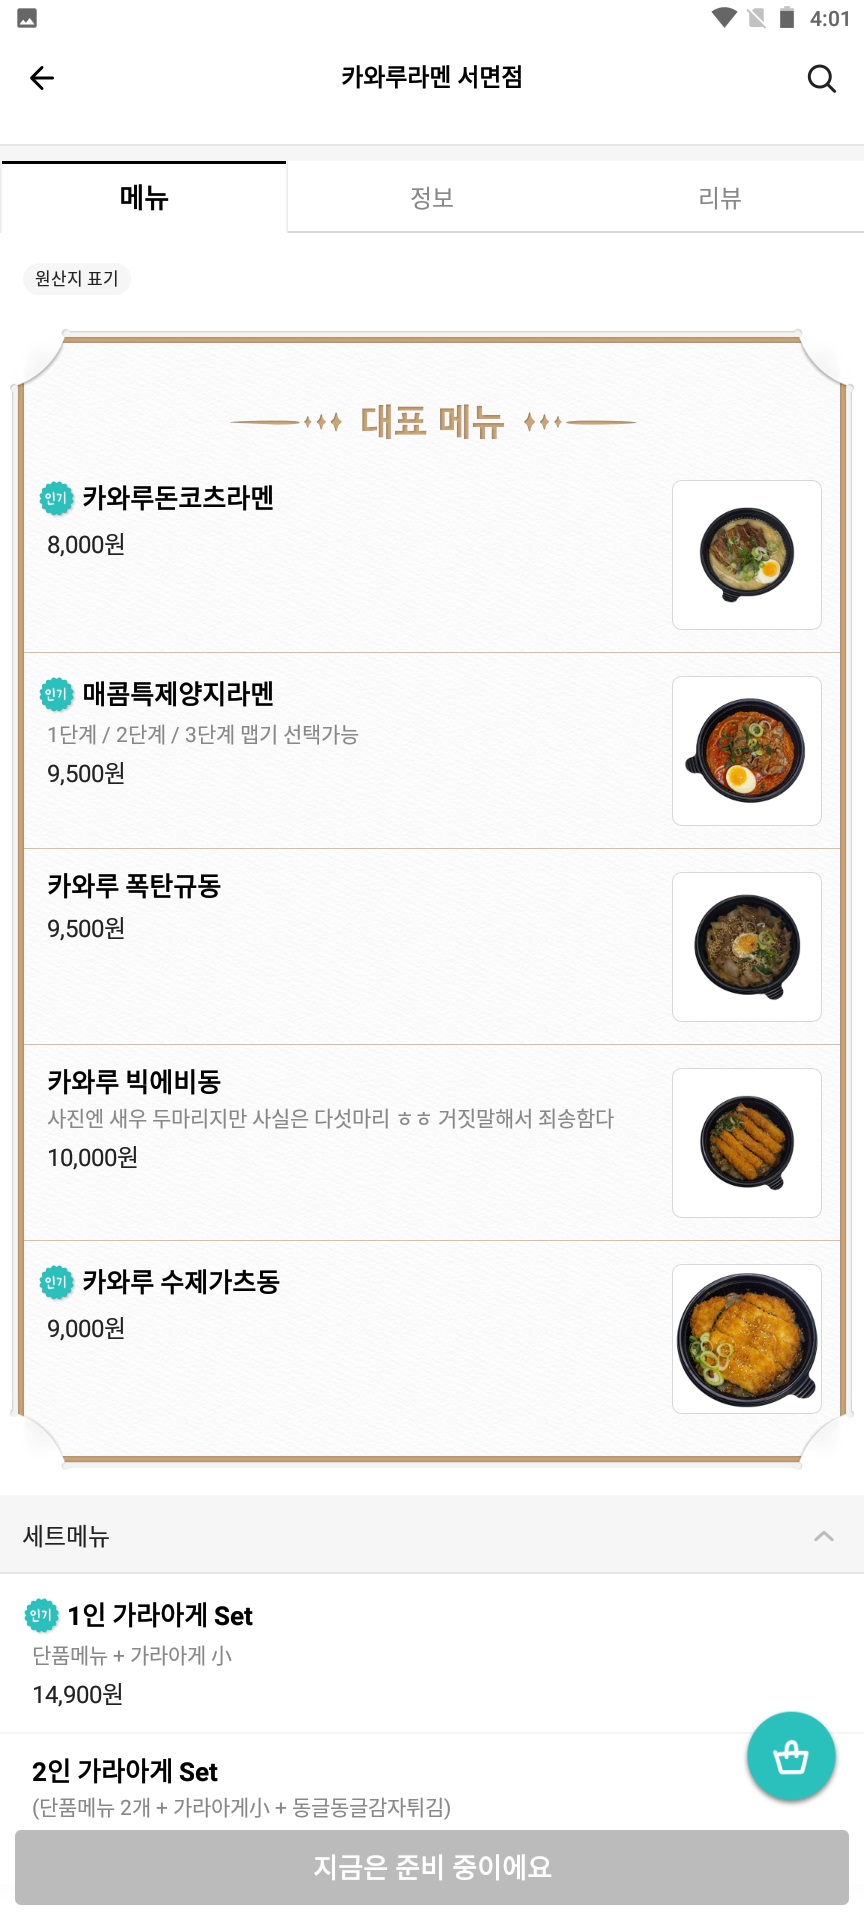 4:01
카와루라멘 서면점
메뉴
정보
리뷰
원산지 표기
대표 메뉴
인기 카와루돈코츠라멘
8,000원
인기 매콤특제양지라멘
1단계 / 2단계 / 3단계 맵기 선택가능
9,500원
카와루 폭탄규동
9,500원
카와루 빅에비동
사진엔 새우 두마리지만 사실은 다섯마리 ㅎㅎ 거짓말해서 죄송함다
10,000원
인기 카와루 수제가츠동
9,000원
세트메뉴
인기 1인 가라아게 Set
단품메뉴 + 가라아게 小
14,900원
2인 가라아게 Set
(단품메뉴 2개 + 가라아게小 + 동글동글감자튀김)
지금은 준비 중이에요